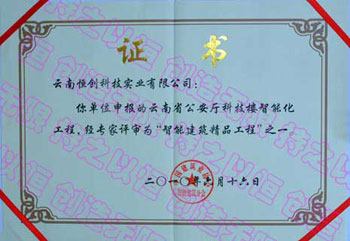 证书
云南恒创科技实业有限公司：
你单位申报的云南省公安厅科技楼智能化
工程、经专家评审为“智能建筑精品工程”之一
二〇一〇年六月十六日